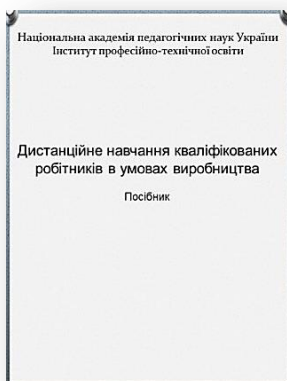 Національна академія педагогічних наук України
Інститут професійно-технічної освіти
Дистанційне навчання кваліфікованих
робітників в умовах виробництва
Посібник